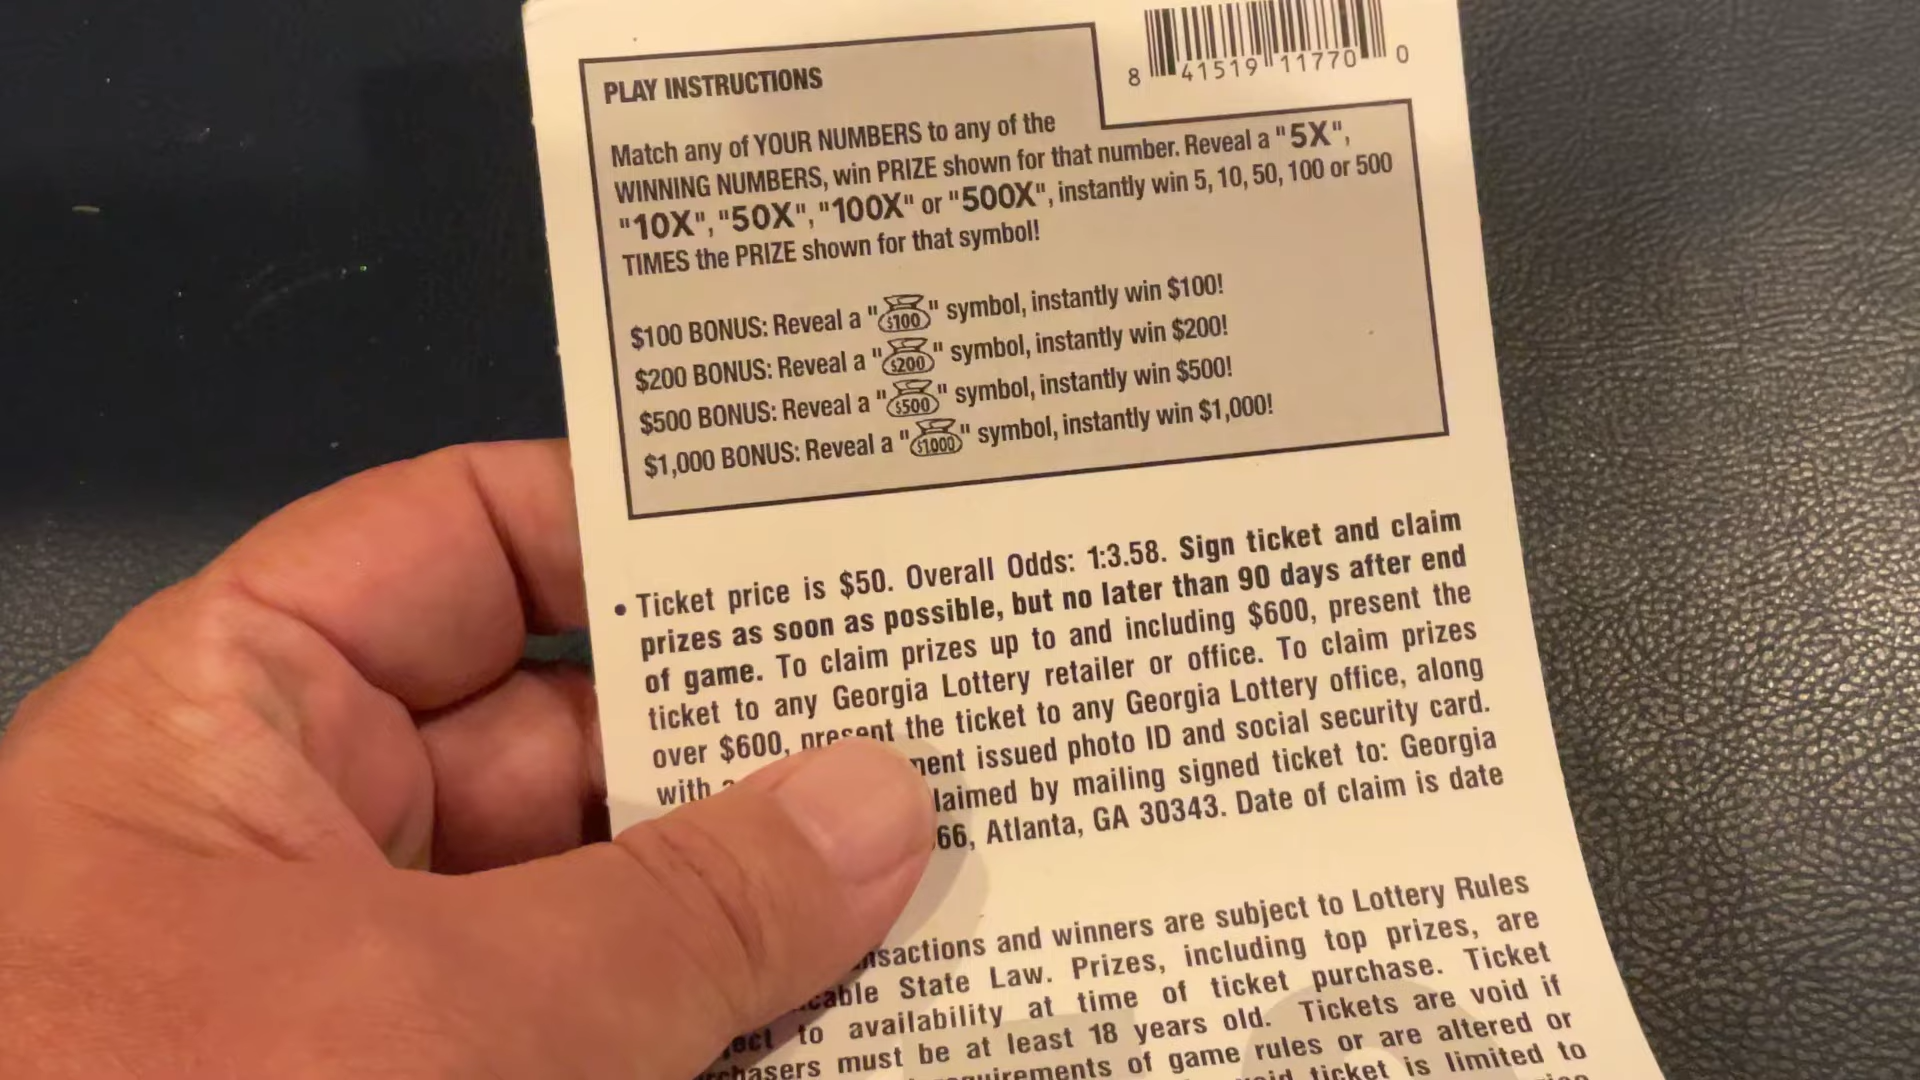 8 41519 11770 0
PLAY INSTRUCTIONS
Match any of YOUR NUMBERS to any of the
WINNING NUMBERS, win PRIZE shown for that number. Reveal a "5X",
"10X", "50X", "100X" or "500X", instantly win 5, 10, 50, 100 or 500
TIMES the PRIZE shown for that symbol!
$100 BONUS: Reveal a "$100" symbol, instantly win $100!
$200 BONUS: Reveal a "$200" symbol, instantly win $200!
$500 BONUS: Reveal a "$500" symbol, instantly win $500!
$1,000 BONUS: Reveal a "$1000" symbol, instantly win $1,000!
• Ticket price is $50. Overall Odds: 1:3.58. Sign ticket and claim
prizes as soon as possible, but no later than 90 days after end
of game. To claim prizes up to and including $600, present the
ticket to any Georgia Lottery retailer or office. To claim prizes
over $600, present the ticket to any Georgia Lottery office, along
with issued photo ID and social security card.
by mailing signed ticket to: Georgia
66, Atlanta, GA 30343. Date of claim is date
and winners are subject to Lottery Rules
State Law. Prizes, including top prizes, are
to availability at time of ticket purchase. Ticket
must be at least 18 years old. Tickets are void if
of game rules or are altered or
ticket is limited to